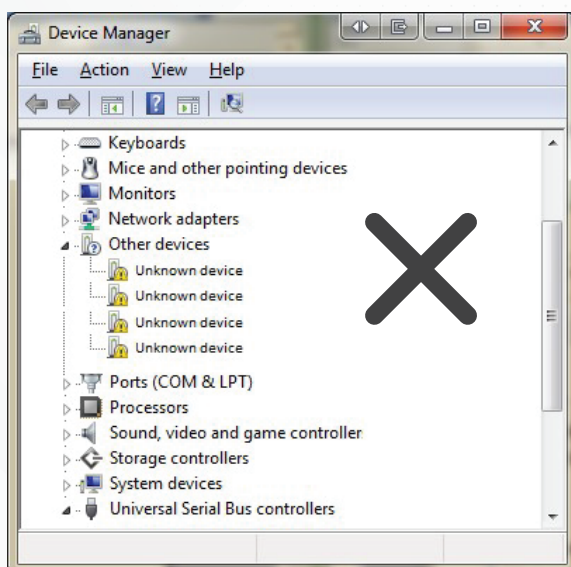 Device Manager
File Action View Help
Keyboards
Mice and other pointing devices
Monitors
Network adapters
Other devices
Unknown device
Unknown device
Unknown device
Unknown device
Ports (COM & LPT)
Processors
Sound, video and game controller
Storage controllers
System devices
Universal Serial Bus controllers